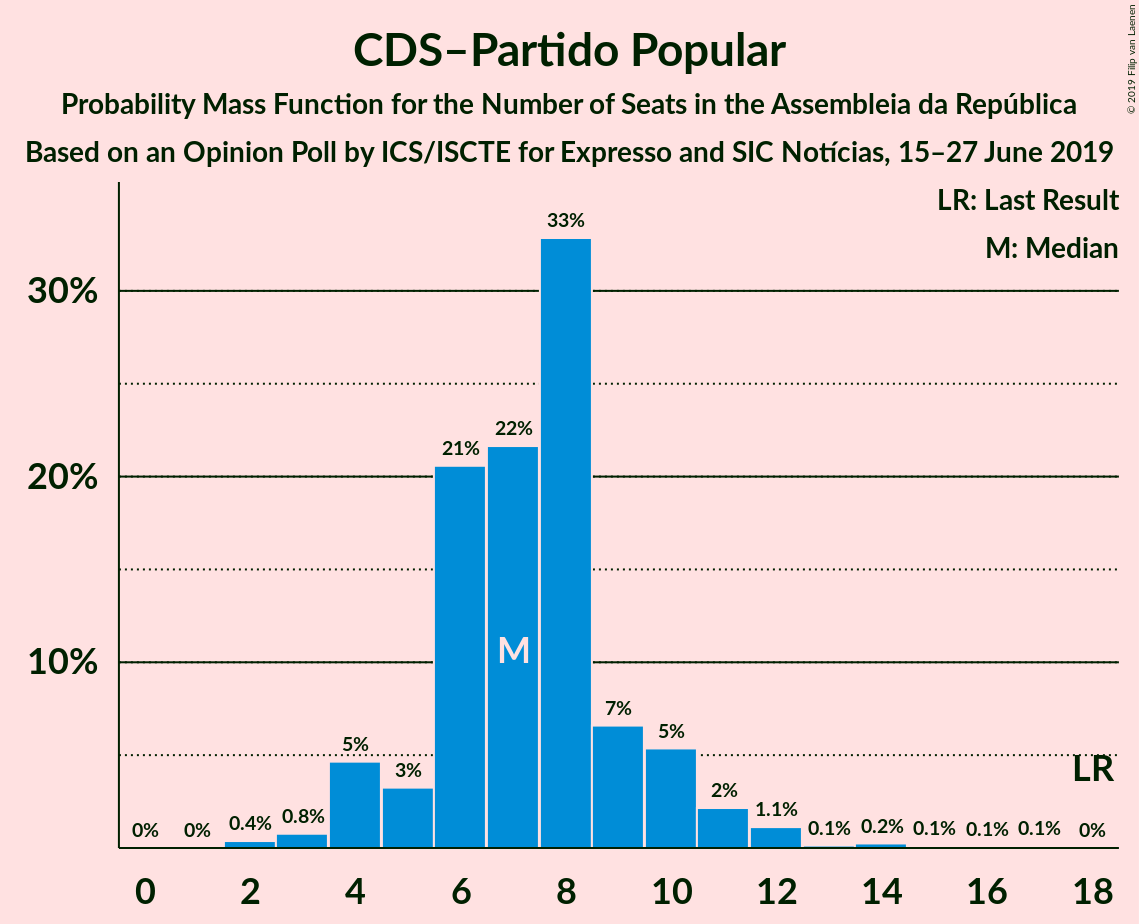 CDS–Partido Popular
Probability Mass Function for the Number of Seats in the Assembleia da República
Based on an Opinion Poll by ICS/ISCTE for Expresso and SIC Notícias, 15–27 June 2019
© 2019 Filip van Laenen
LR: Last Result
M: Median
30%
20%
10%
0%
0%
0.4%
0.8%
5%
3%
21%
22%
33%
7%
5%
2%
1.1%
0.1%
0.2%
0.1%
0.1%
0.1%
0%
M
LR
0 2 4 6 8 10 12 14 16 18